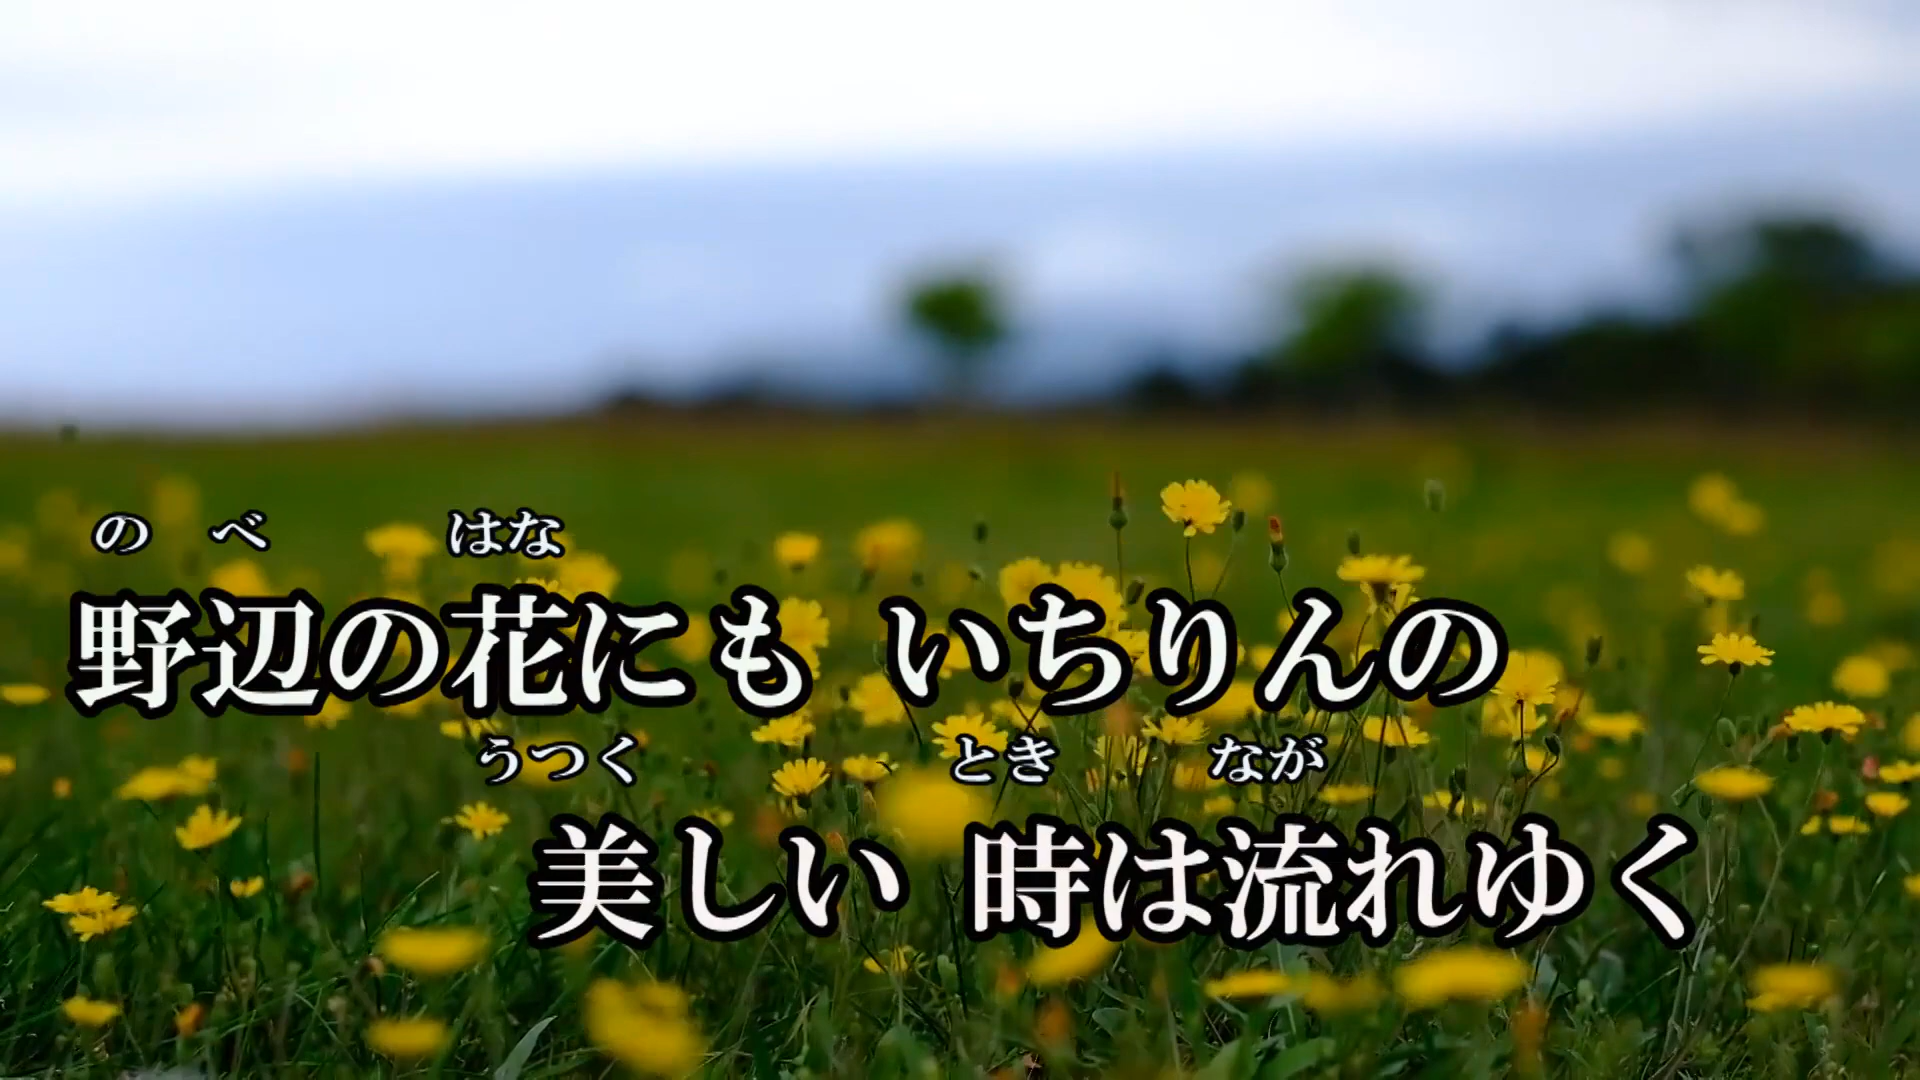 の べ はな
野辺の花にも いちりんの
うつく とき なが
美しい 時は流れゆく